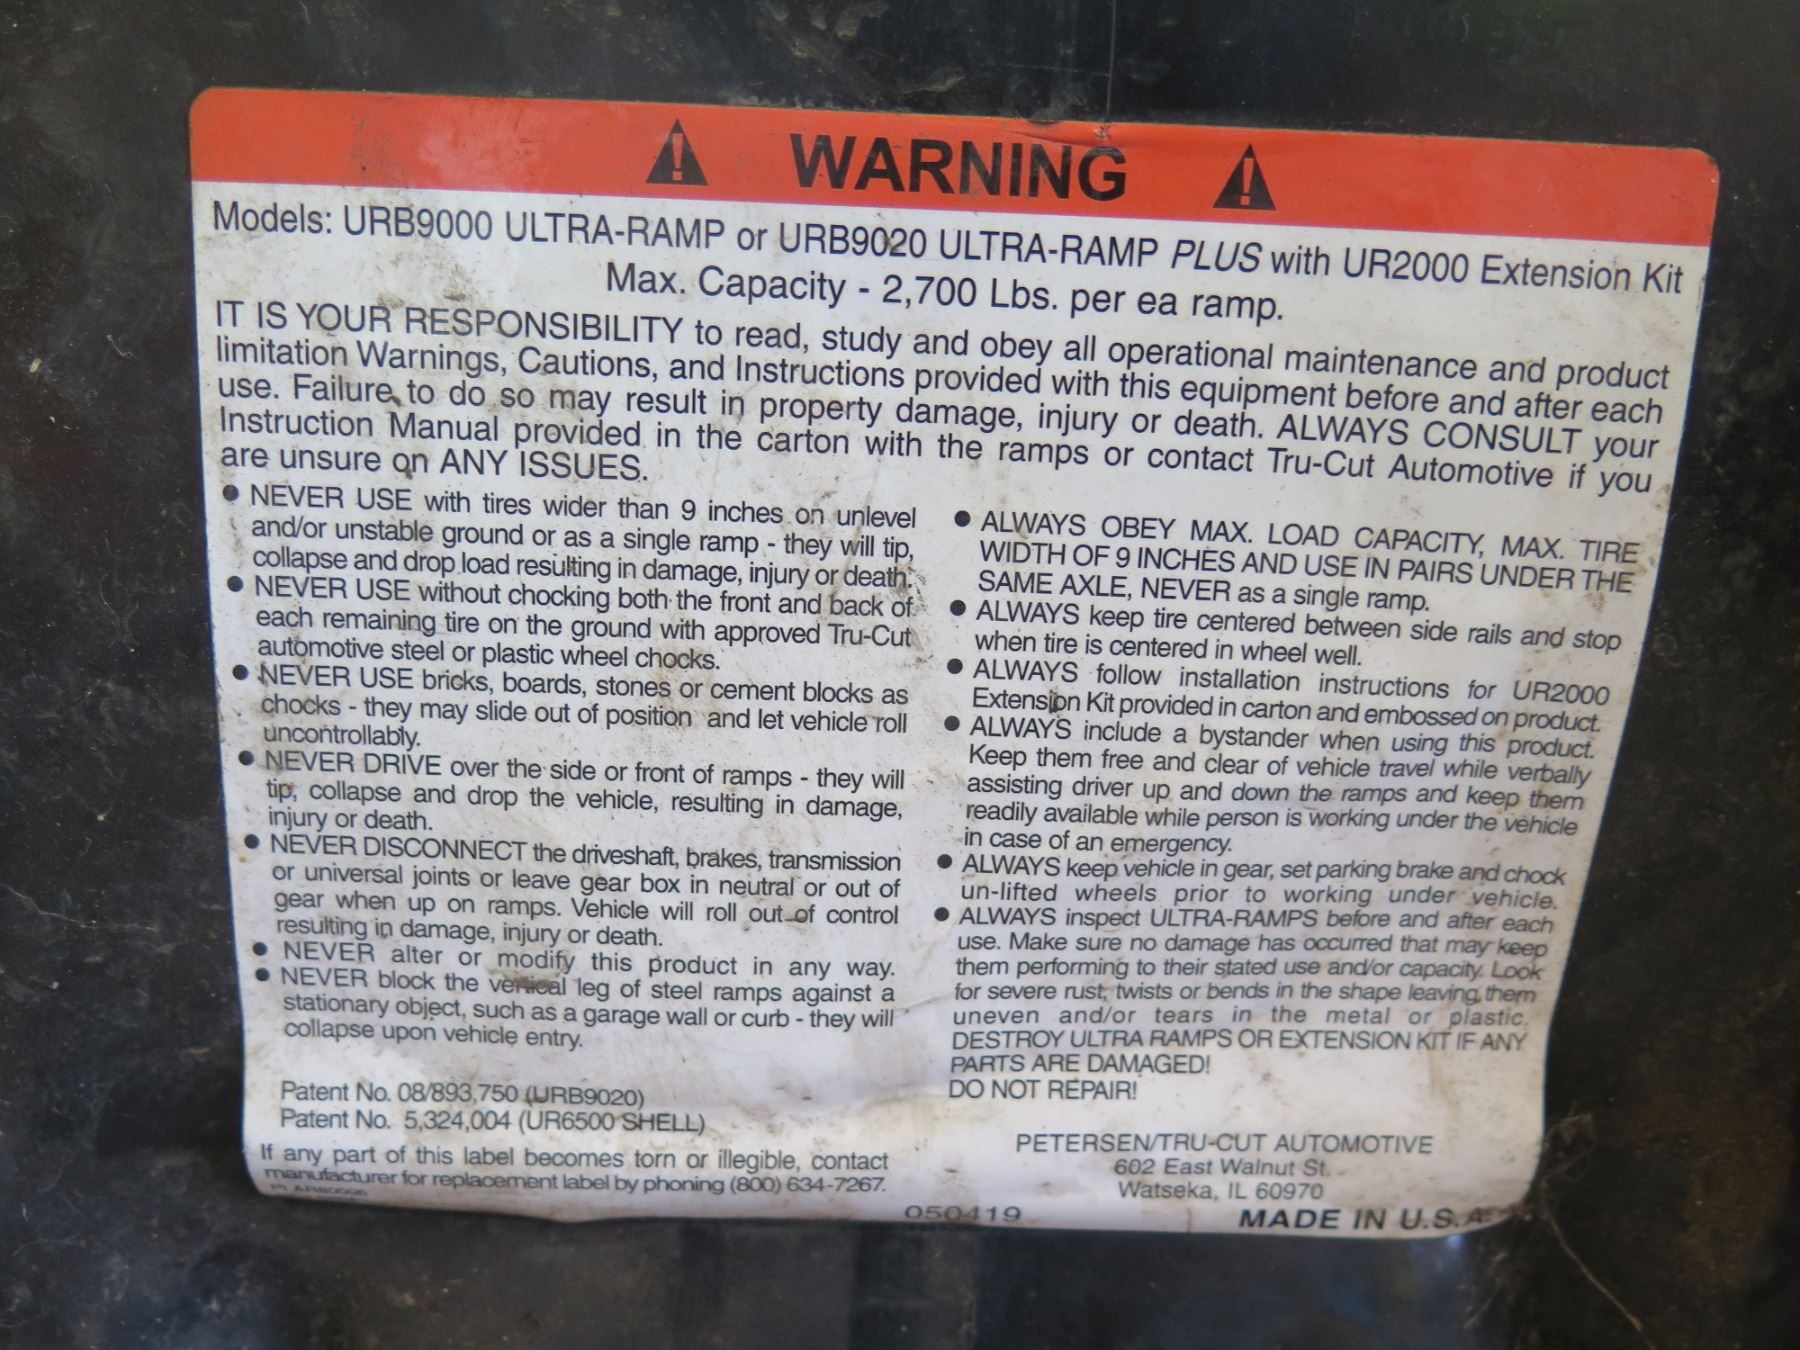 WARNING
Models: URB9000 ULTRA-RAMP or URB9020 ULTRA-RAMP PLUS with UR2000 Extension Kit
Max. Capacity - 2,700 Lbs. per ea ramp.
IT IS YOUR RESPONSIBILITY to read, study and obey all operational maintenance and product
limitation Warnings, Cautions, and Instructions provided with this equipment before and after each
use. Failure to do so may result in property damage, injury or death. ALWAYS CONSULT your
Instruction Manual provided in the carton with the ramps or contact Tru-Cut Automotive if you
are unsure on ANY ISSUES.
● NEVER USE with tires wider than 9 inches on unlevel
and/or unstable ground or as a single ramp - they will tip,
collapse and drop load resulting in damage, injury or death.
● NEVER USE without chocking both the front and back of
each remaining tire on the ground with approved Tru-Cut
automotive steel or plastic wheel chocks.
● NEVER USE bricks, boards, stones or cement blocks as
chocks - they may slide out of position and let vehicle roll
uncontrollably.
● NEVER DRIVE over the side or front of ramps - they will
tip, collapse and drop the vehicle, resulting in damage,
injury or death.
● NEVER DISCONNECT the driveshaft, brakes, transmission
or universal joints or leave gear box in neutral or out of
gear when up on ramps. Vehicle will roll out of control
resulting in damage, injury or death.
● NEVER alter or modify this product in any way.
● NEVER block the vertical leg of steel ramps against a
stationary object, such as a garage wall or curb - they will
collapse upon vehicle entry.
Patent No. 08/893,750 (URB9020)
Patent No. 5,324,004 (UR6500 SHELL)
If any part of this label becomes torn or illegible, contact
manufacturer for replacement label by phoning (800) 634-7267.
● ALWAYS OBEY MAX. LOAD CAPACITY, MAX. TIRE
WIDTH OF 9 INCHES AND USE IN PAIRS UNDER THE
SAME AXLE, NEVER as a single ramp.
● ALWAYS keep tire centered between side rails and stop
when tire is centered in wheel well.
● ALWAYS follow installation instructions for UR2000
Extension Kit provided in carton and embossed on product.
● ALWAYS include a bystander when using this product.
Keep them free and clear of vehicle travel while verbally
assisting driver up and down the ramps and keep them
readily available while person is working under the vehicle
in case of an emergency.
● ALWAYS keep vehicle in gear, set parking brake and chock
un-lifted wheels prior to working under vehicle.
● ALWAYS inspect ULTRA-RAMPS before and after each
use. Make sure no damage has occurred that may keep
them performing to their stated use and/or capacity. Look
for severe rust, twists or bends in the shape leaving them
uneven and/or tears in the metal or plastic.
DESTROY ULTRA RAMPS OR EXTENSION KIT IF ANY
PARTS ARE DAMAGED!
DO NOT REPAIR!
PETERSEN/TRU-CUT AUTOMOTIVE
602 East Walnut St.
Watseka, IL 60970
050419
MADE IN U.S.A.